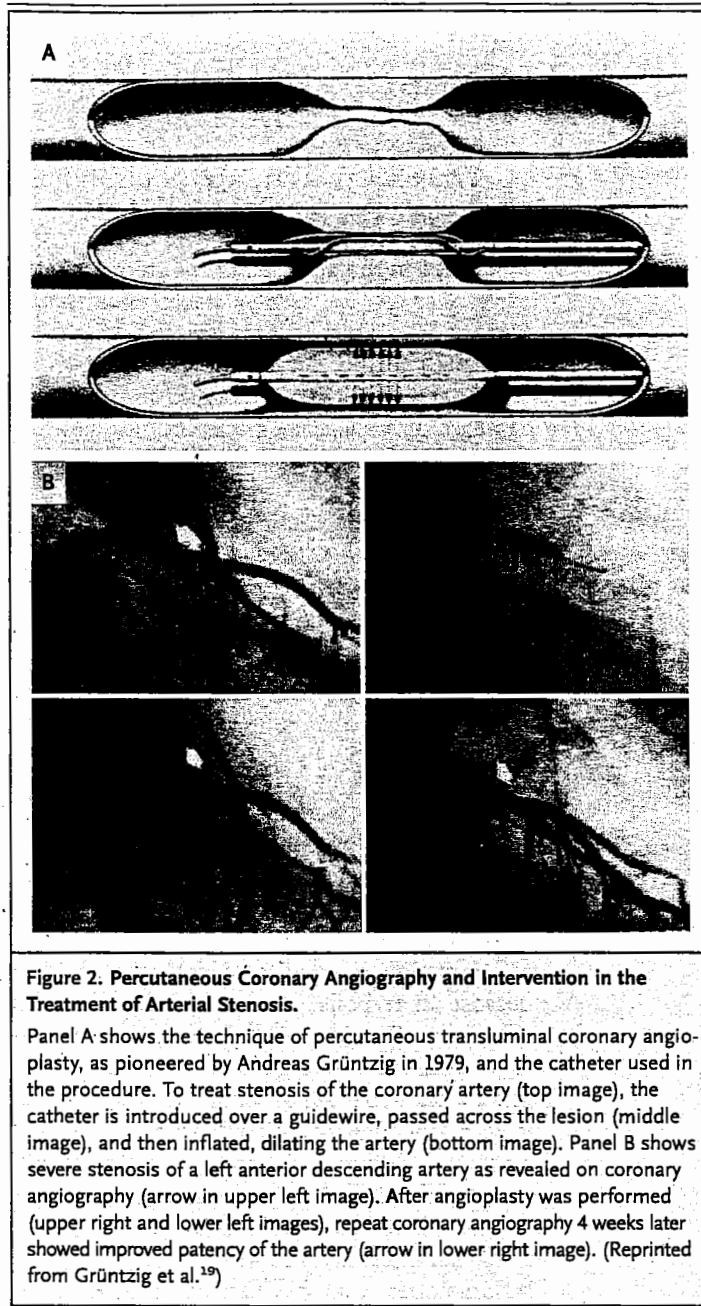 A
B
Figure 2. Percutaneous Coronary Angiography and Intervention in the
Treatment of Arterial Stenosis.
Panel A shows the technique of percutaneous transluminal coronary angio-
plasty, as pioneered by Andreas Grüntzig in 1979, and the catheter used in
the procedure. To treat stenosis of the coronary artery (top image), the
catheter is introduced over a guidewire, passed across the lesion (middle
image), and then inflated, dilating the artery (bottom image). Panel B shows
severe stenosis of a left anterior descending artery as revealed on coronary
angiography (arrow in upper left image). After angioplasty was performed
(upper right and lower left images), repeat coronary angiography 4 weeks later
showed improved patency of the artery (arrow in lower right image). (Reprinted
from Grüntzig et al.¹⁹)